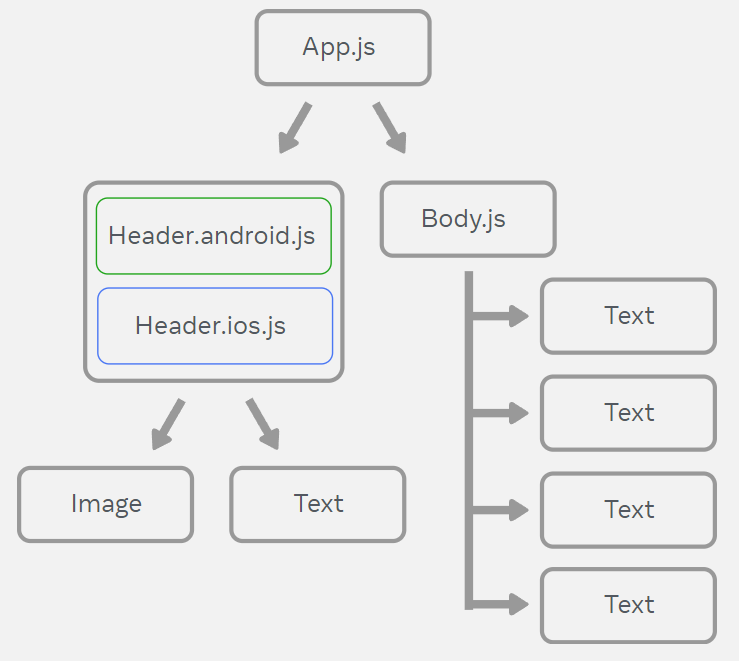 App.js
Header.android.js
Header.ios.js
Body.js
Image
Text
Text
Text
Text
Text